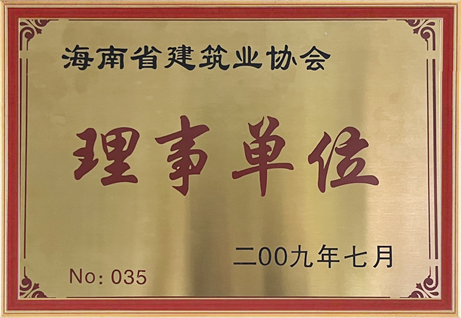 海南省建筑业协会
理事单位
二00九年七月
No: 035